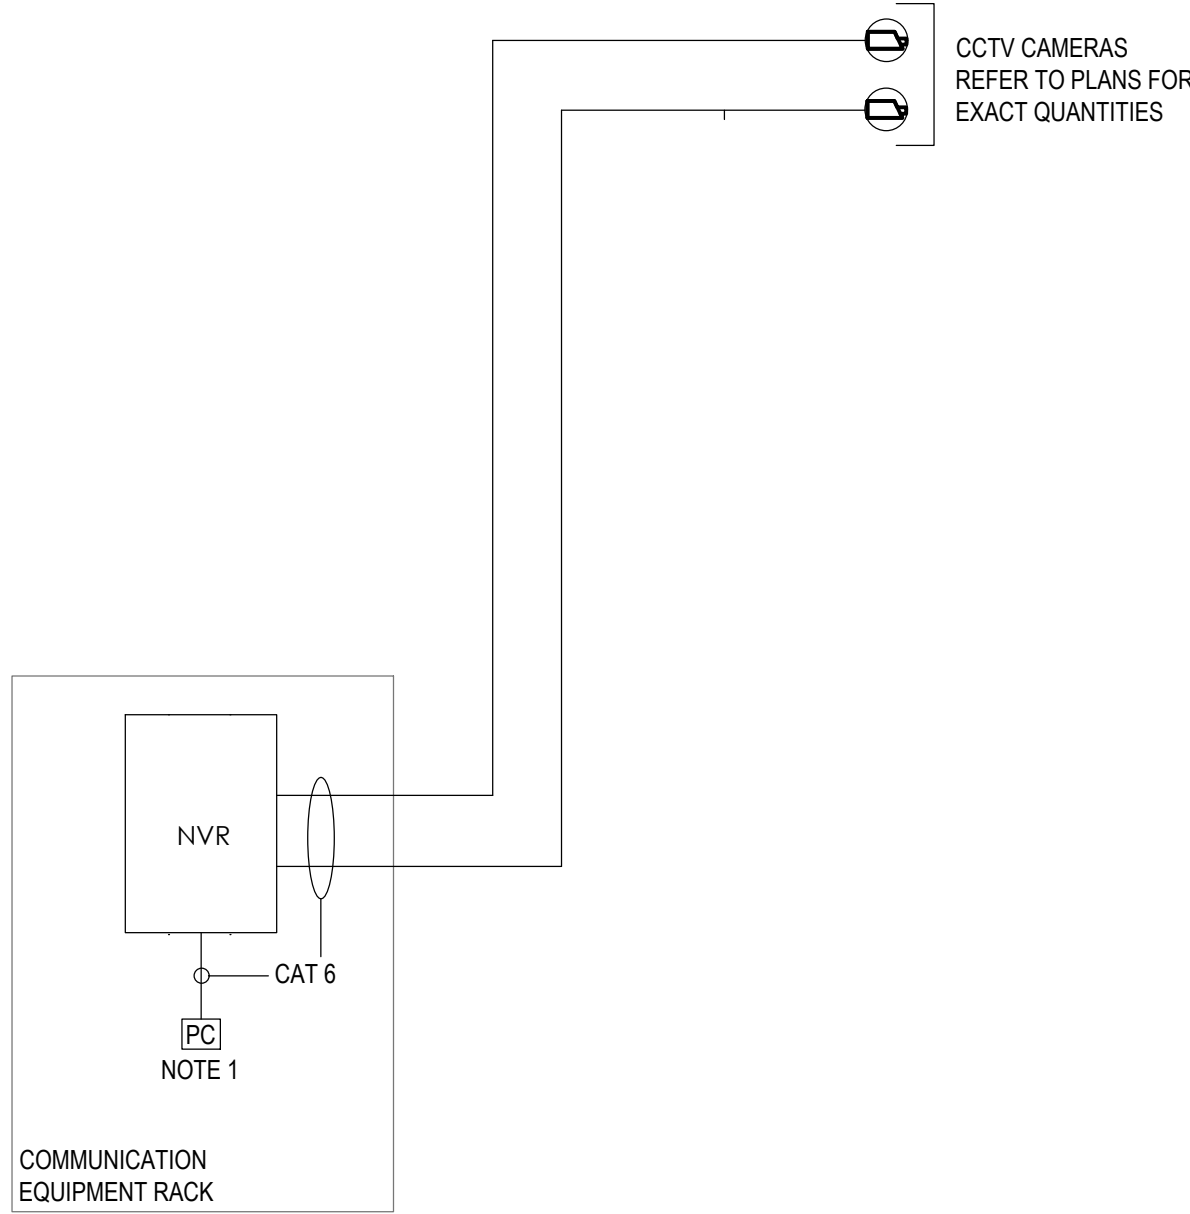 CCTV CAMERAS
REFER TO PLANS FOR
EXACT QUANTITIES
NVR
CAT 6
PC
NOTE 1
COMMUNICATION
EQUIPMENT RACK